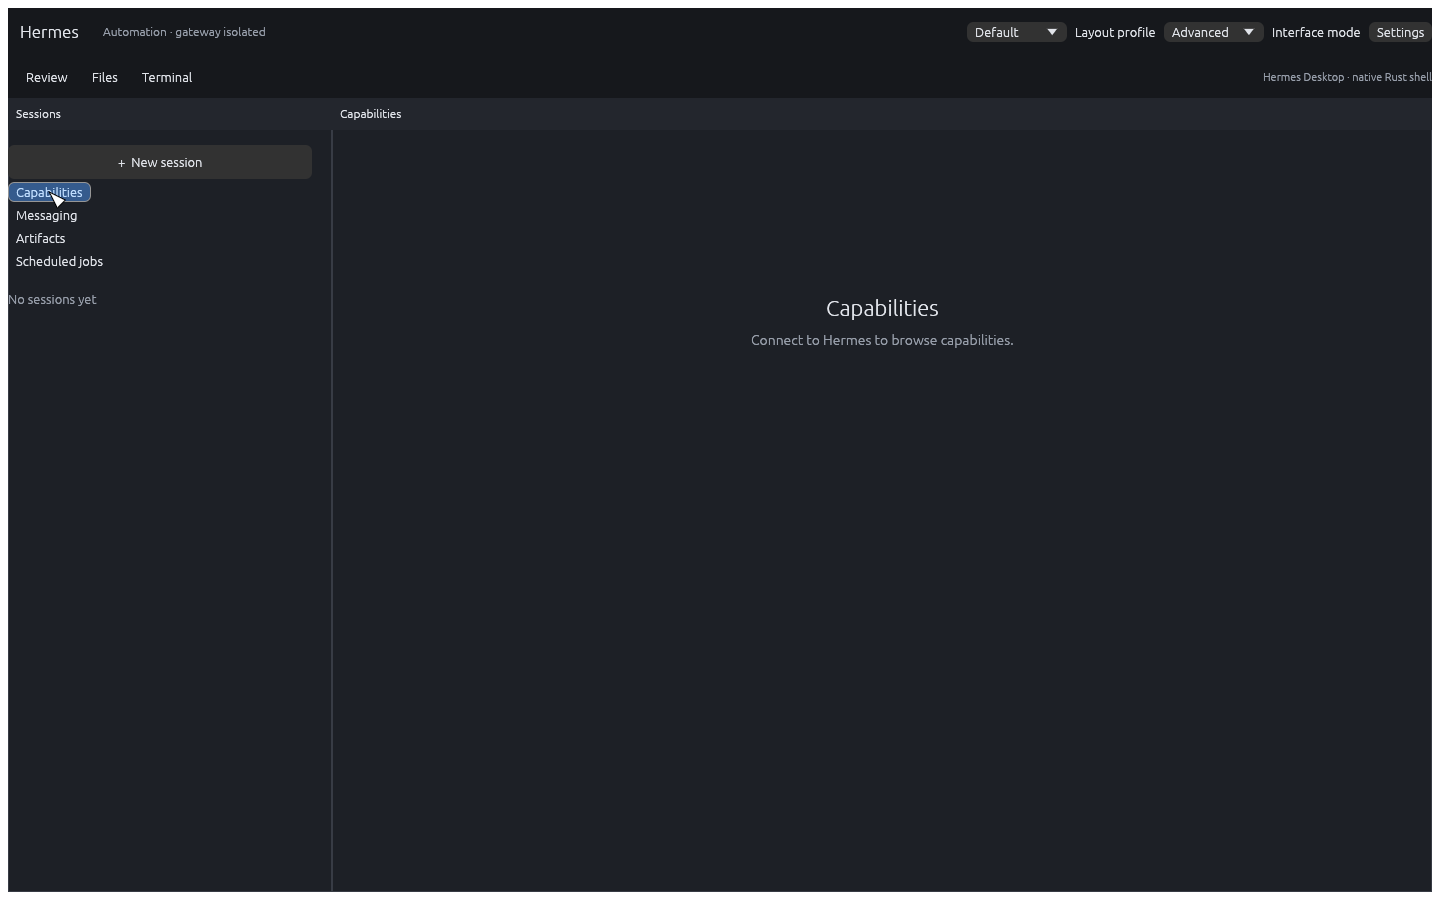 Hermes
Automation · gateway isolated
Default
Layout profile
Advanced
Interface mode
Settings
Review
Files
Terminal
Hermes Desktop · native Rust shell
Sessions
Capabilities
+ New session
Capabilities
Messaging
Artifacts
Scheduled jobs
No sessions yet
Capabilities
Connect to Hermes to browse capabilities.